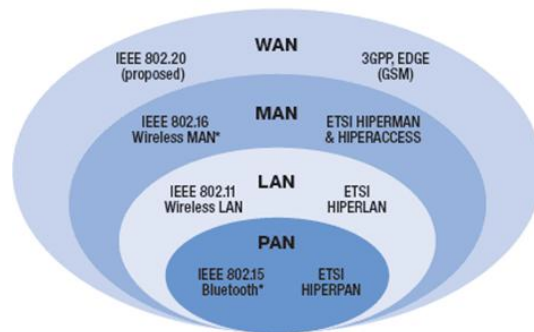 WAN
IEEE 802.20
(proposed)
3GPP, EDGE
(GSM)
MAN
IEEE 802.16
Wireless MAN*
ETSI HIPERMAN
& HIPERACCESS
LAN
IEEE 802.11
Wireless LAN
ETSI
HIPERLAN
PAN
IEEE 802.15
Bluetooth*
ETSI
HIPERPAN